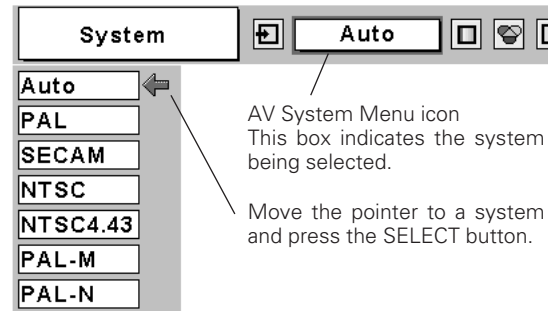 System
Auto
Auto
PAL
SECAM
NTSC
NTSC4.43
PAL-M
PAL-N
AV System Menu icon
This box indicates the system
being selected.
Move the pointer to a system
and press the SELECT button.